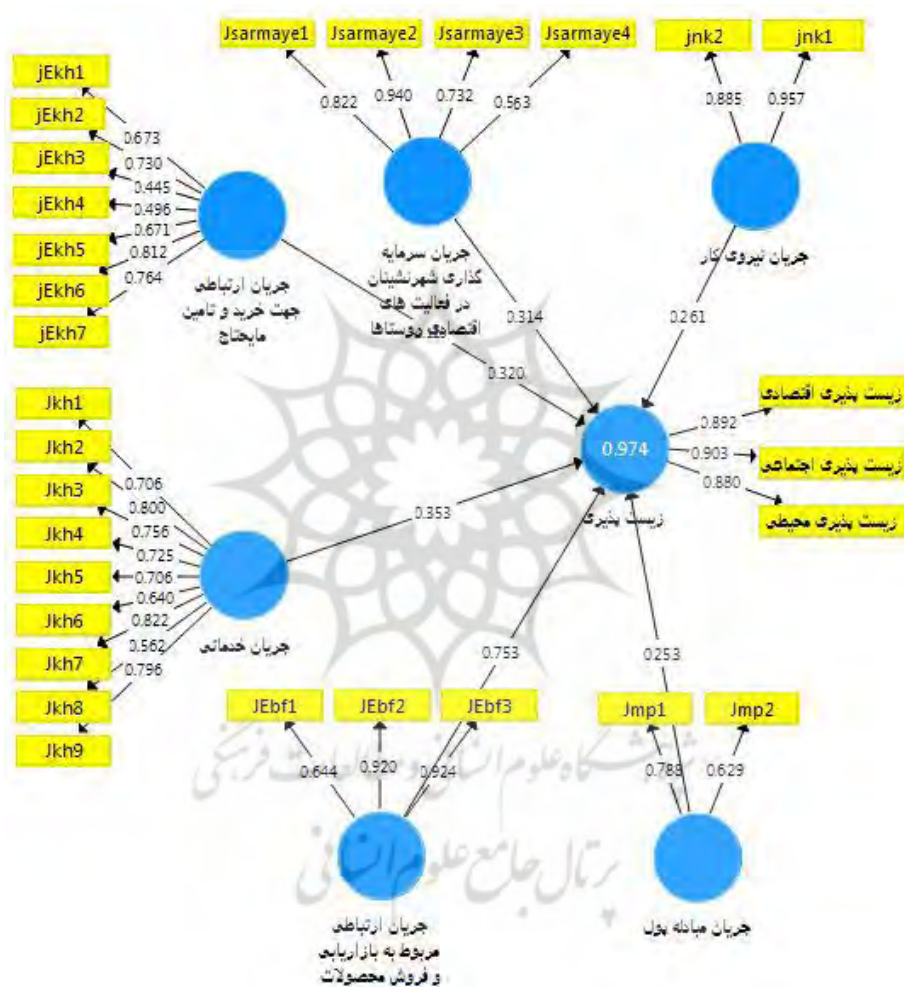 Jsarmaye1
Jsarmaye2
Jsarmaye3
Jsarmaye4
jnk2
jnk1
0.822
0.940
0.732
0.563
0.885
0.957
jEkh1
jEkh2
jEkh3
jEkh4
jEkh5
jEkh6
jEkh7
0.673
0.730
0.445
0.496
0.671
0.812
0.764
جریان ارتباطی
جهت خرید و تامین
مایحتاج
جریان سرمایه
گذاری شهرنشینان
در فعالیت های
اقتصادی روستاها
جریان نیروی کار
0.314
0.261
0.320
Jkh1
Jkh2
Jkh3
Jkh4
Jkh5
Jkh6
Jkh7
Jkh8
Jkh9
0.706
0.800
0.756
0.725
0.706
0.640
0.822
0.562
0.796
جریان خدماتی
0.353
0.974
زیست پذیری
0.892
0.903
0.880
زیست پذیری اقتصادی
زیست پذیری اجتماعی
زیست پذیری محیطی
0.753
0.253
JEbf1
JEbf2
JEbf3
0.644
0.920
0.924
Jmp1
Jmp2
0.788
0.629
پژوهشگاه علوم انسانی و مطالعات فرهنگی
پرتال جامع علوم انسانی
جریان ارتباطی
مربوط به بازاریابی
و فروش محصولات
جریان مبادله پول